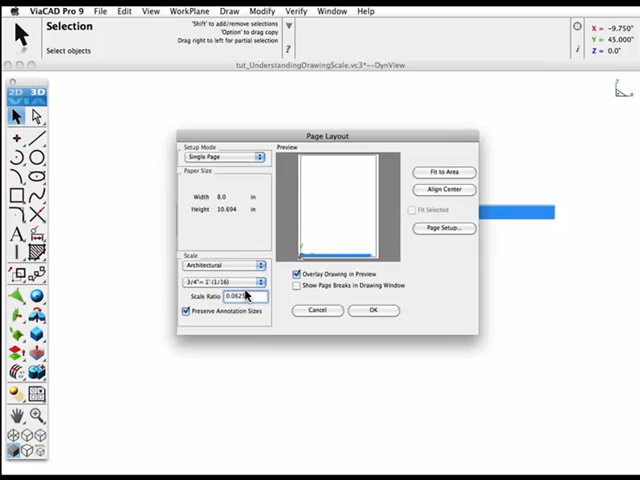 ViaCAD Pro 9 File Edit View WorkPlane Draw Modify Verify Window Help
Selection
Select objects
'Shift' to add/remove selections
'Option' to drag copy
Drag right to for partial selection
?
X = -9.750"
Y = 45.000"
Z = 0.0"
tut_UnderstandingDrawingScale.vc3*--DynView
2D 3D
VIA
Page Layout
Setup Mode
Single Page
Paper Size
Width 8.0 in
Height 10.694 in
Scale
Architectural
3/4"= 1' (1/16)
Scale Ratio 0.0625
Preserve Annotation Sizes
Preview
Overlay Drawing in Preview
Show Page Breaks in Drawing Window
Cancel
OK
Fit to Area
Align Center
Fit Selected
Page Setup...